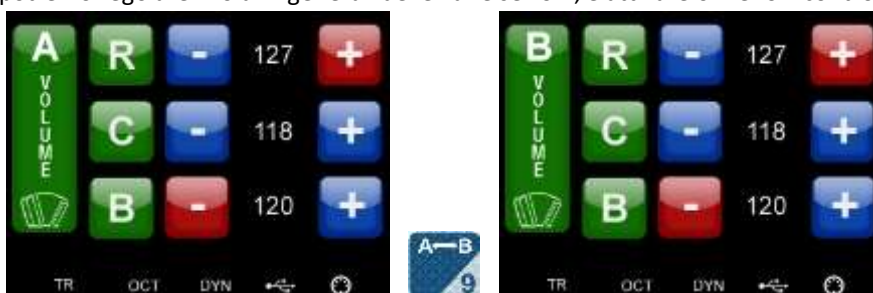 A
VOLUME
R - 127 +
C - 118 +
B - 120 +
TR OCT DYN
A—B
9
B
VOLUME
R - 127 +
C - 118 +
B - 120 +
TR OCT DYN